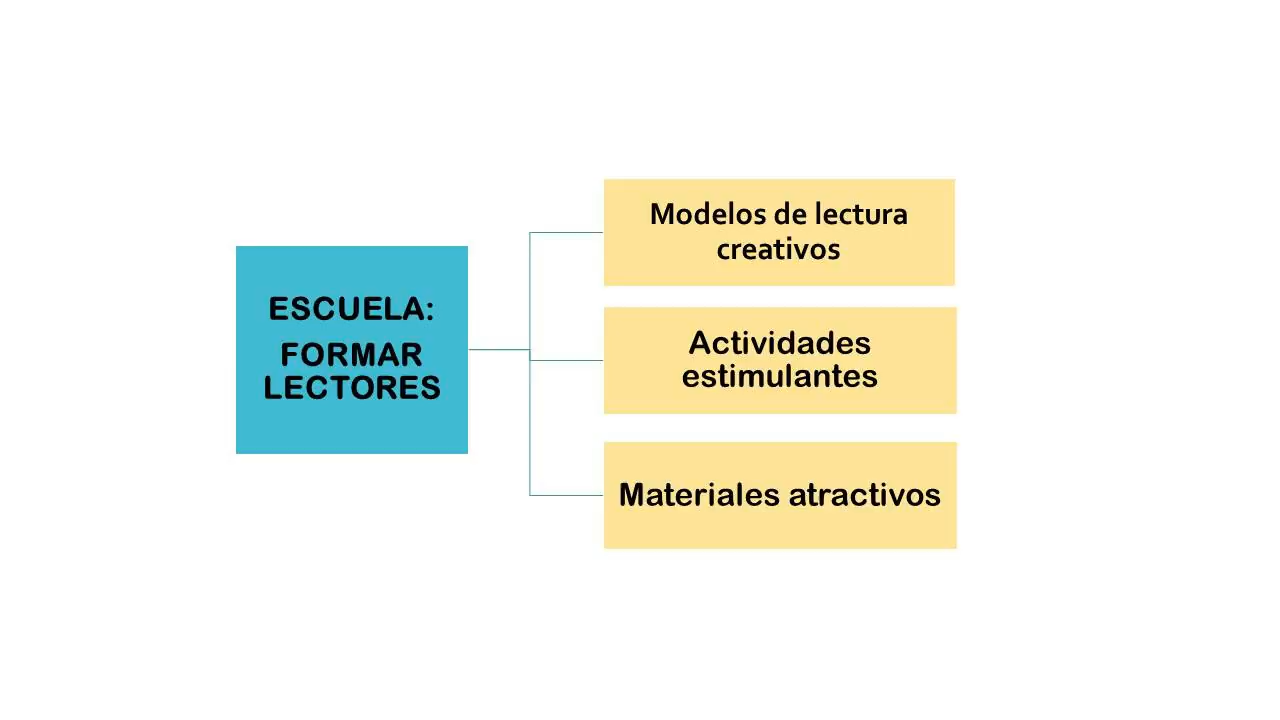 ESCUELA:
FORMAR
LECTORES
Modelos de lectura
creativos
Actividades
estimulantes
Materiales atractivos